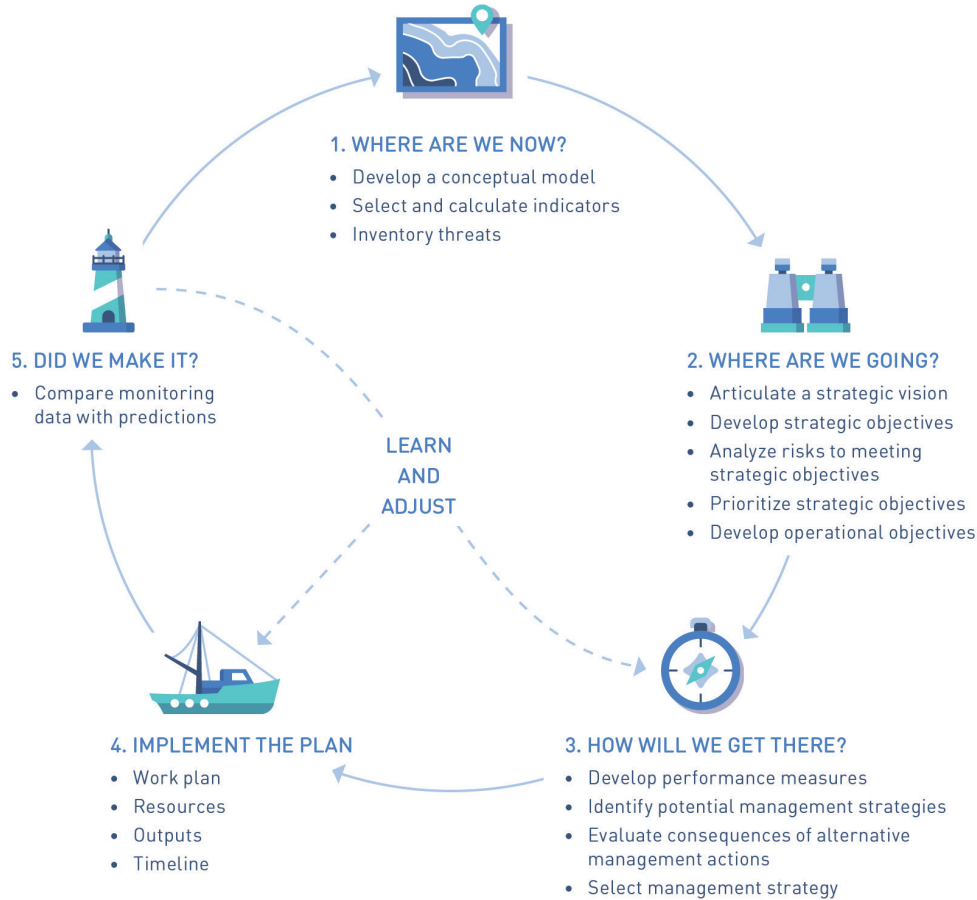 1. WHERE ARE WE NOW?
• Develop a conceptual model
• Select and calculate indicators
• Inventory threats
2. WHERE ARE WE GOING?
• Articulate a strategic vision
• Develop strategic objectives
• Analyze risks to meeting
strategic objectives
• Prioritize strategic objectives
• Develop operational objectives
3. HOW WILL WE GET THERE?
• Develop performance measures
• Identify potential management strategies
• Evaluate consequences of alternative
management actions
• Select management strategy
4. IMPLEMENT THE PLAN
• Work plan
• Resources
• Outputs
• Timeline
5. DID WE MAKE IT?
• Compare monitoring
data with predictions
LEARN
AND
ADJUST